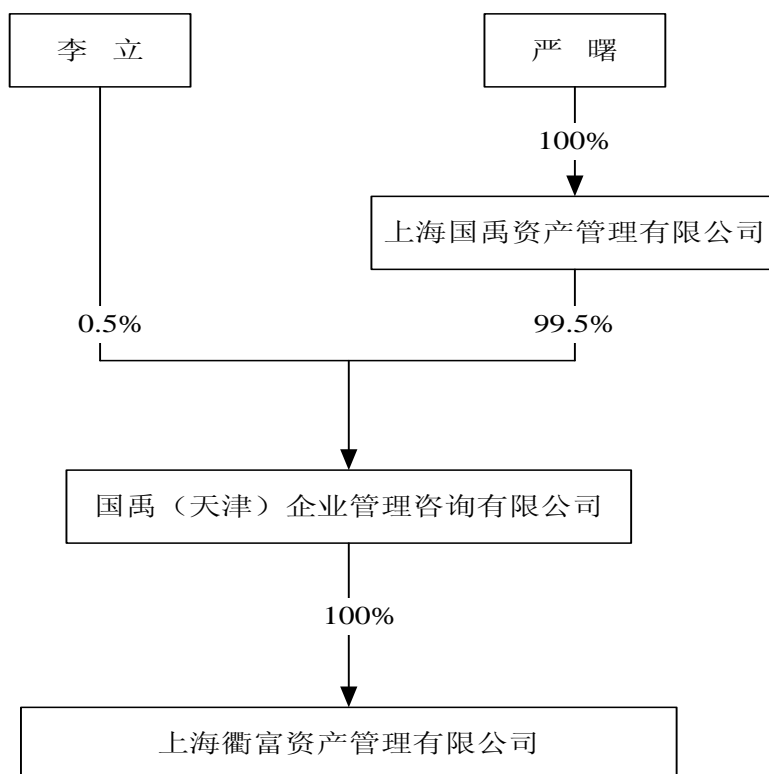 李 立
严 曙
100%
上海国禹资产管理有限公司
0.5%
99.5%
国禹（天津）企业管理咨询有限公司
100%
上海衢富资产管理有限公司